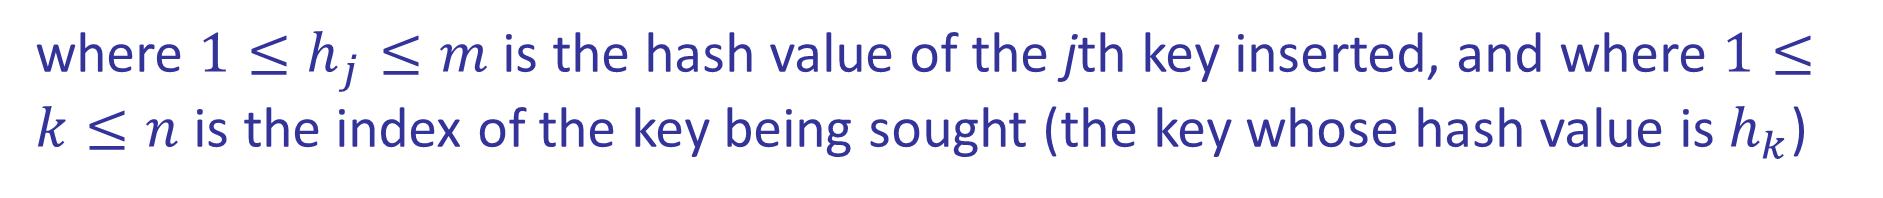 where 1 ≤ h_j ≤ m is the hash value of the jth key inserted, and where 1 ≤
k ≤ n is the index of the key being sought (the key whose hash value is h_k)